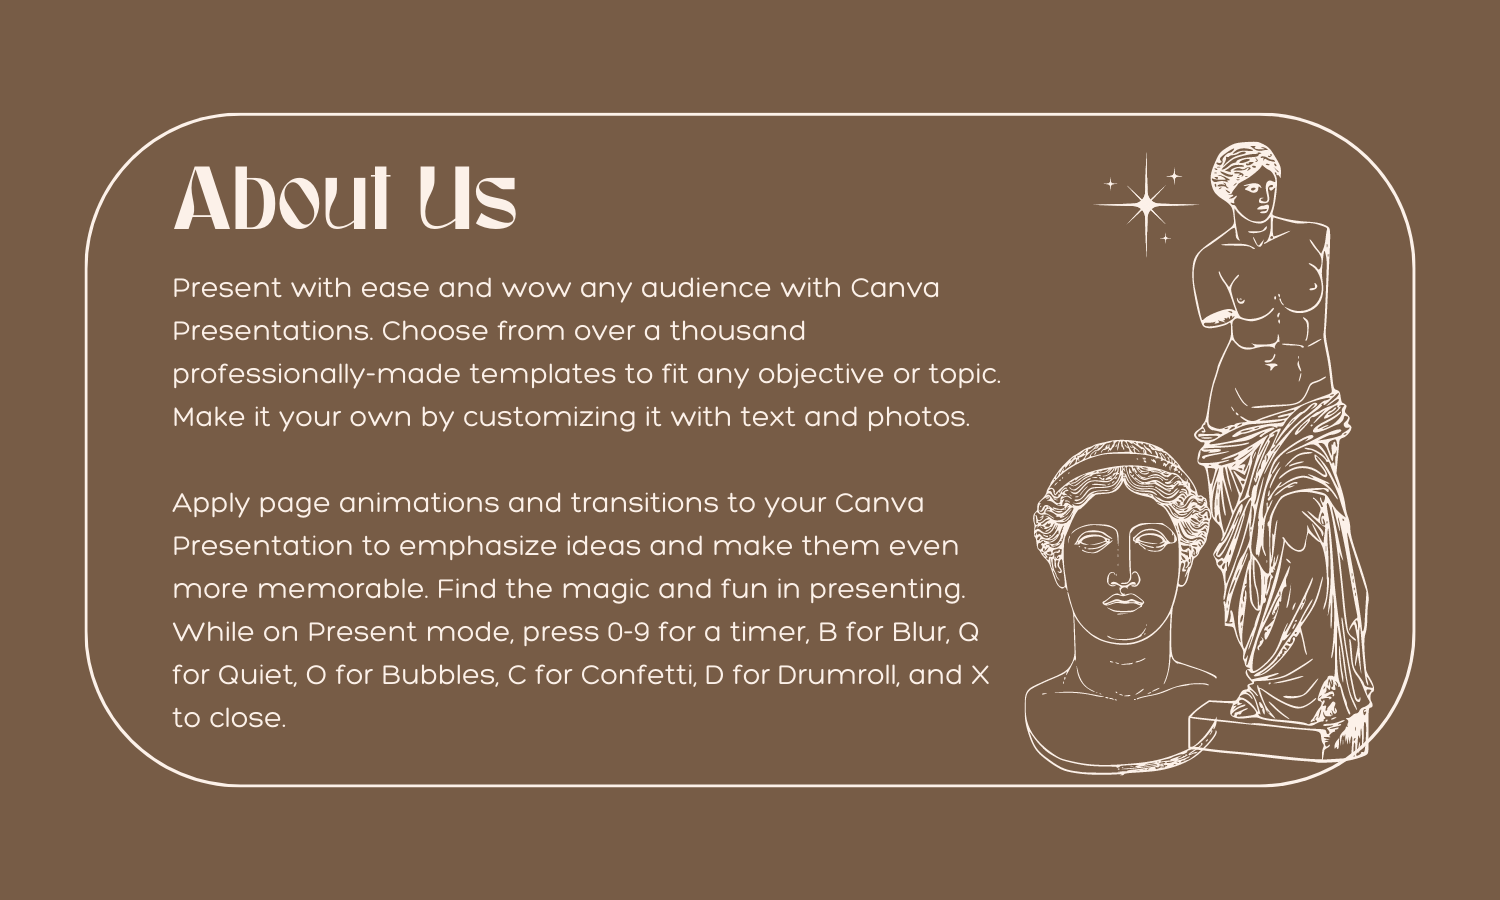 About Us
Present with ease and wow any audience with Canva
Presentations. Choose from over a thousand
professionally-made templates to fit any objective or topic.
Make it your own by customizing it with text and photos.
Apply page animations and transitions to your Canva
Presentation to emphasize ideas and make them even
more memorable. Find the magic and fun in presenting.
While on Present mode, press 0-9 for a timer, B for Blur, Q
for Quiet, O for Bubbles, C for Confetti, D for Drumroll, and X
to close.